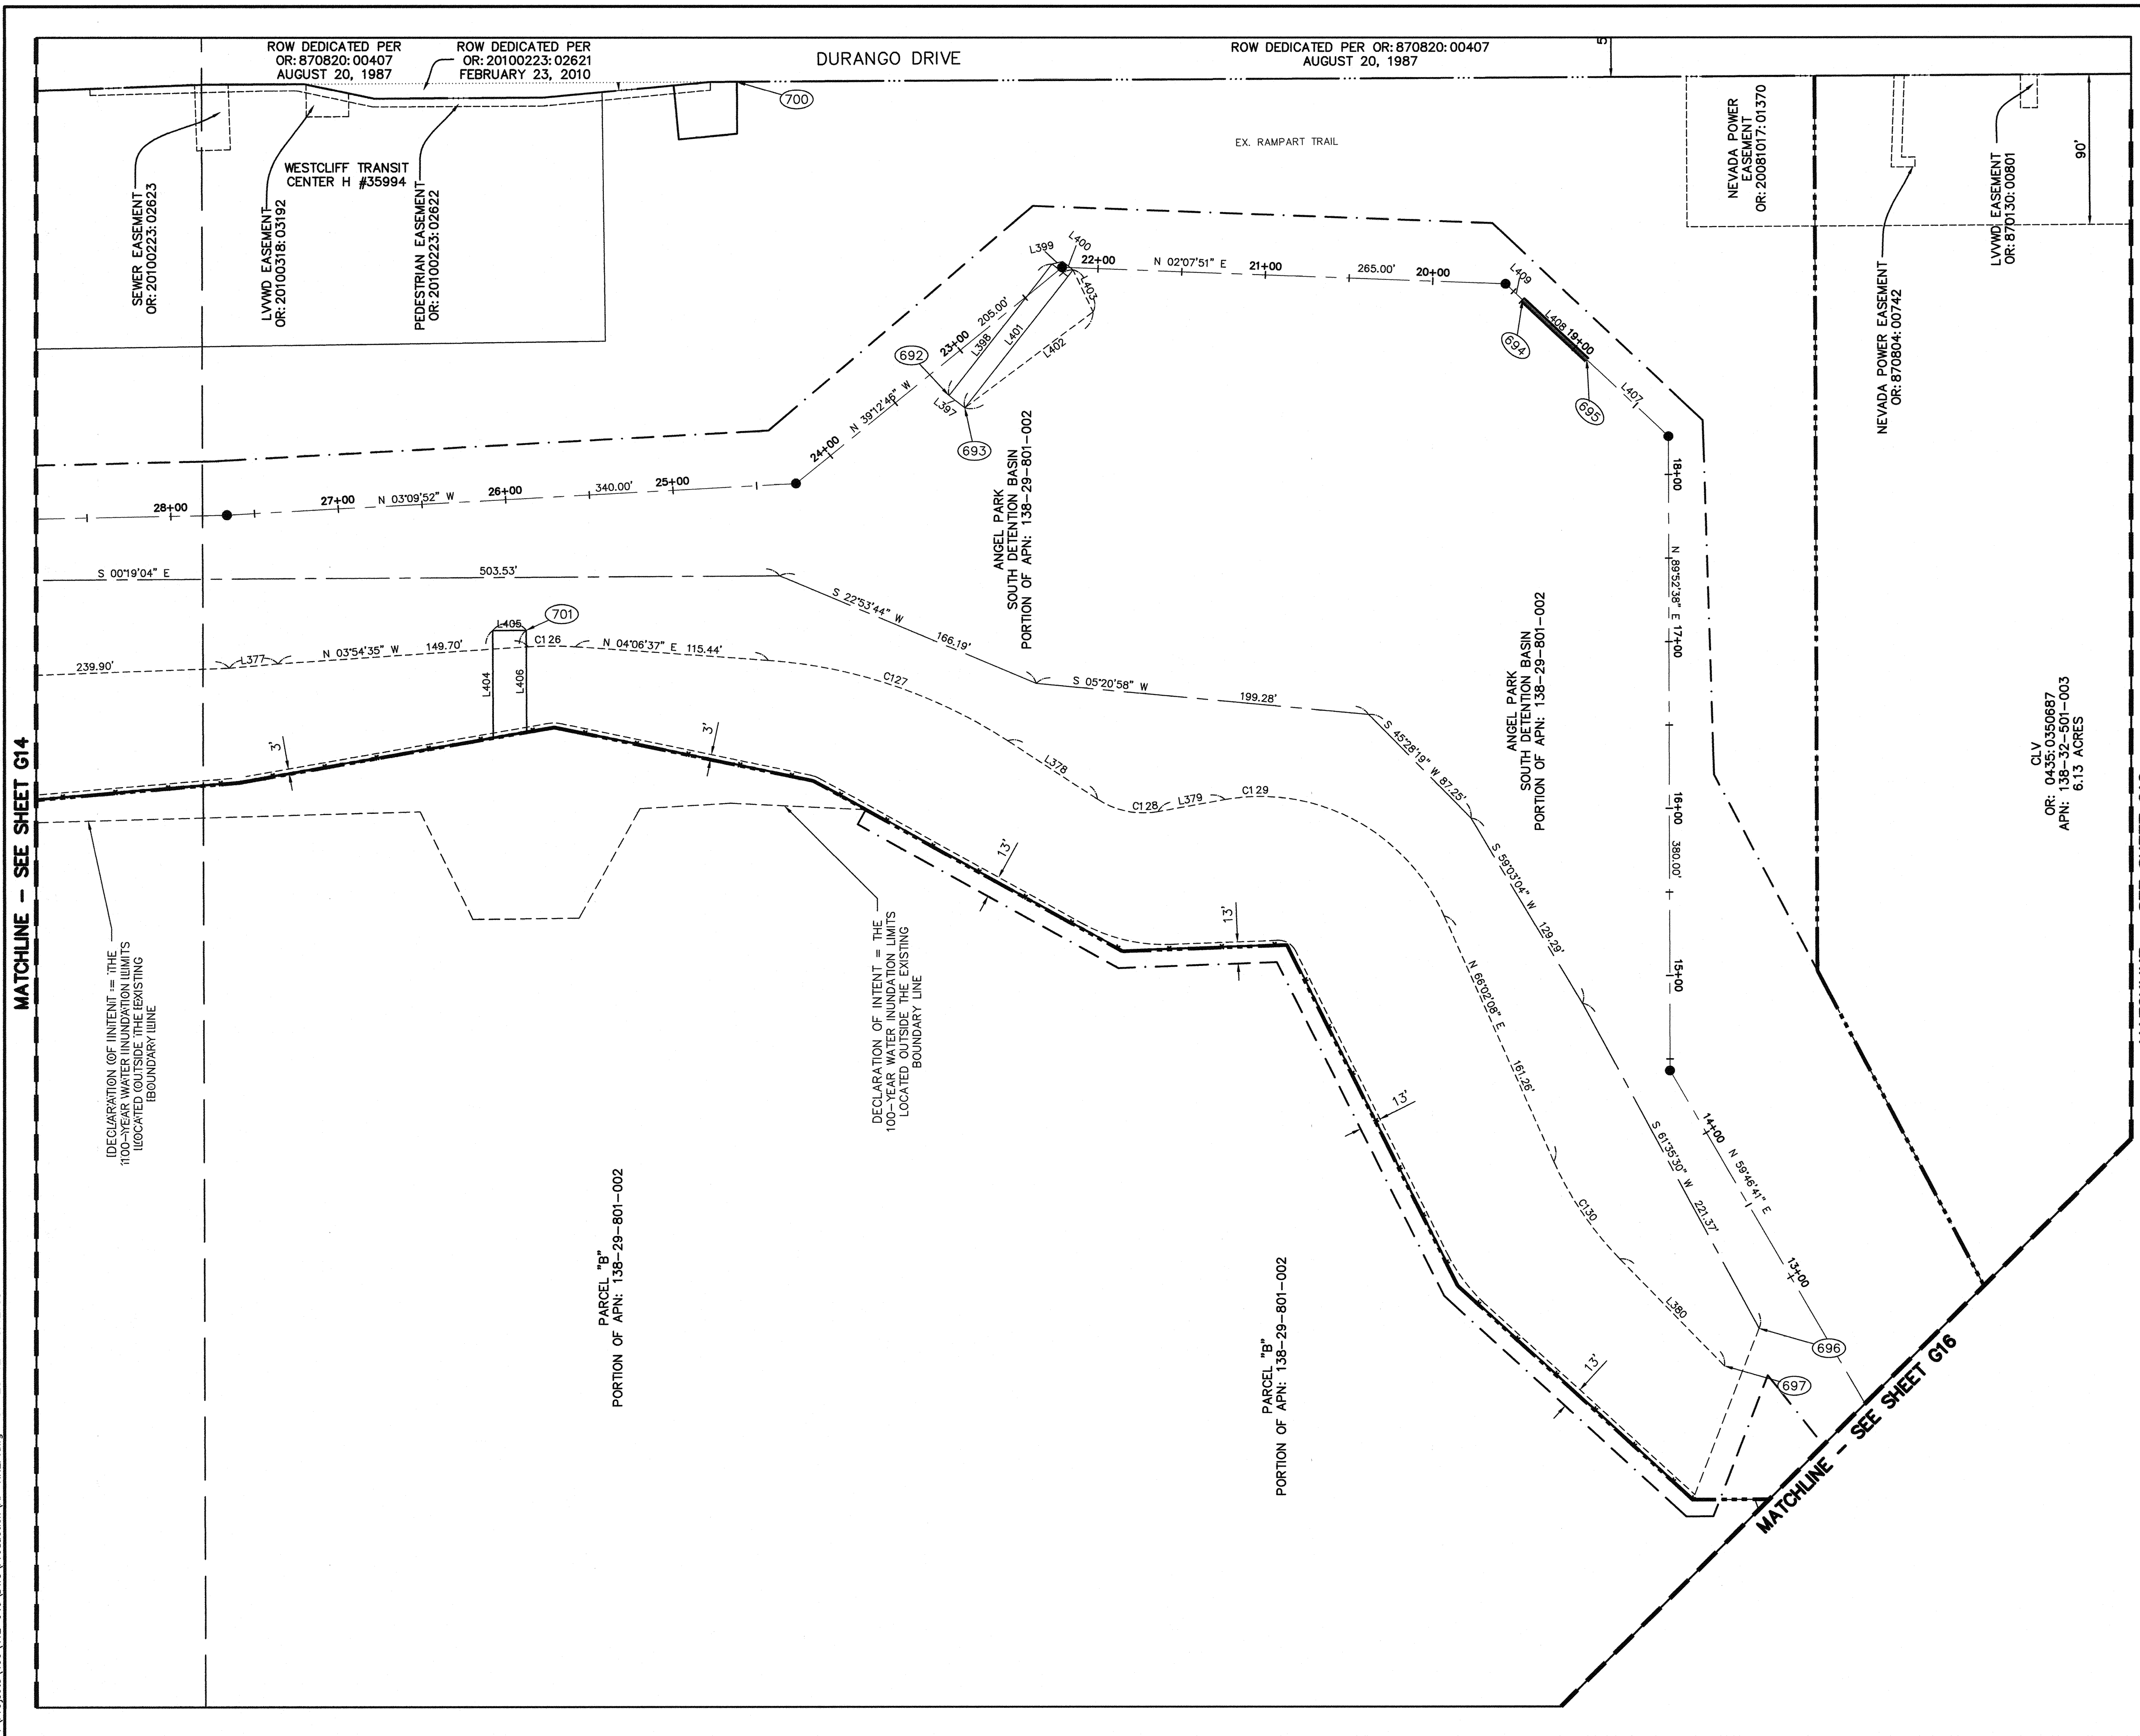 ROW DEDICATED PER
OR: 870820: 00407
AUGUST 20, 1987
ROW DEDICATED PER
OR: 20100223: 02621
FEBRUARY 23, 2010
DURANGO DRIVE
ROW DEDICATED PER OR: 870820: 00407
AUGUST 20, 1987
5
700
EX. RAMPART TRAIL
NEVADA POWER
EASEMENT
OR: 20081017: 01370
90'
SEWER EASEMENT
OR: 20100223: 02623
LVVWD EASEMENT
OR: 20100318: 03192
WESTCLIFF TRANSIT
CENTER H #35994
PEDESTRIAN EASEMENT
OR: 20100223: 02622
NEVADA POWER EASEMENT
OR: 870804: 00742
LVVWD EASEMENT
OR: 870130: 00801
L399
L400
22+00
N 02°07'51" E
21+00
265.00'
20+00
L409
L403
205.00'
23+00
L398
L401
L402
L408
19+00
694
692
L397
693
N 39°12'46" W
24+00
695
L407
28+00
27+00
N 03°09'52" W
26+00
340.00'
25+00
18+00
ANGEL PARK
SOUTH DETENTION BASIN
PORTION OF APN: 138-29-801-002
S 00°19'04" E
503.53'
S 22°53'44" W
166.19'
N 89°52'38" E
17+00
701
L405
239.90'
L377
N 03°54'35" W
149.70'
C126
N 04°06'37" E
115.44'
L404
L406
C127
S 05°20'58" W
199.28'
ANGEL PARK
SOUTH DETENTION BASIN
PORTION OF APN: 138-29-801-002
CLV
OR: 0435: 0350687
APN: 138-32-501-003
6.13 ACRES
3'
3'
L378
C128
L379
C129
S 45°28'19" W
87.25'
16+00
380.00'
MATCHLINE - SEE SHEET G14
S 59°03'04" W
129.29'
13'
13'
15+00
DECLARATION OF INTENT = THE
100-YEAR WATER INUNDATION LIMITS
LOCATED OUTSIDE THE EXISTING
BOUNDARY LINE
DECLARATION OF INTENT = THE
100-YEAR WATER INUNDATION LIMITS
LOCATED OUTSIDE THE EXISTING
BOUNDARY LINE
N 66°02'08" E
161.26'
13'
14+00
N 59°46'41" E
S 61°35'30" W
221.37'
C130
13+00
PARCEL "B"
PORTION OF APN: 138-29-801-002
PARCEL "B"
PORTION OF APN: 138-29-801-002
L380
696
697
13'
MATCHLINE - SEE SHEET G16